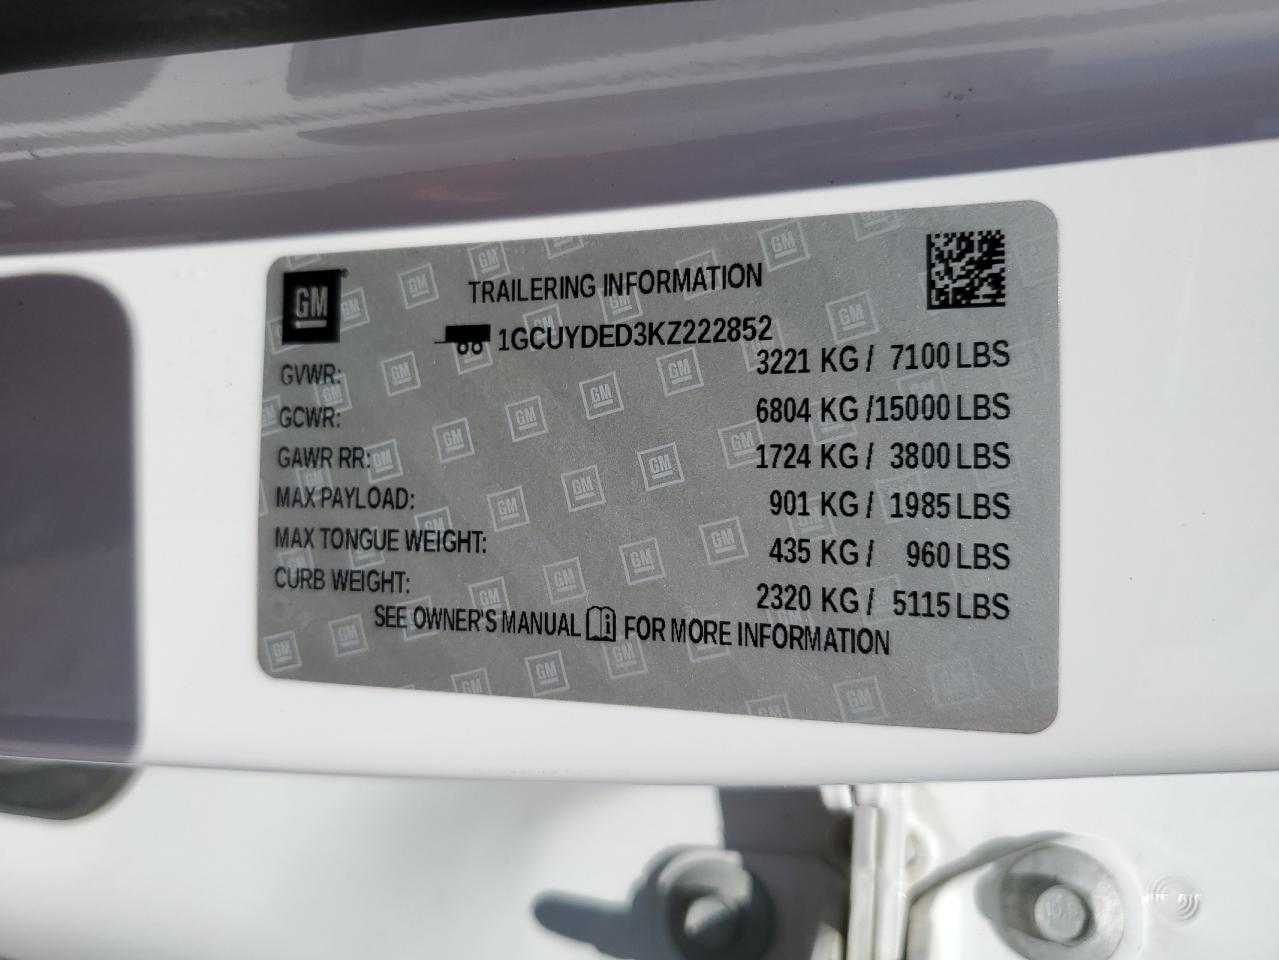 GM
TRAILERING INFORMATION
1GCUYDED3KZ222852
GVWR: 3221 KG / 7100 LBS
GCWR: 6804 KG /15000 LBS
GAWR RR: 1724 KG / 3800 LBS
MAX PAYLOAD: 901 KG / 1985 LBS
MAX TONGUE WEIGHT: 435 KG / 960 LBS
CURB WEIGHT: 2320 KG / 5115 LBS
SEE OWNER'S MANUAL FOR MORE INFORMATION